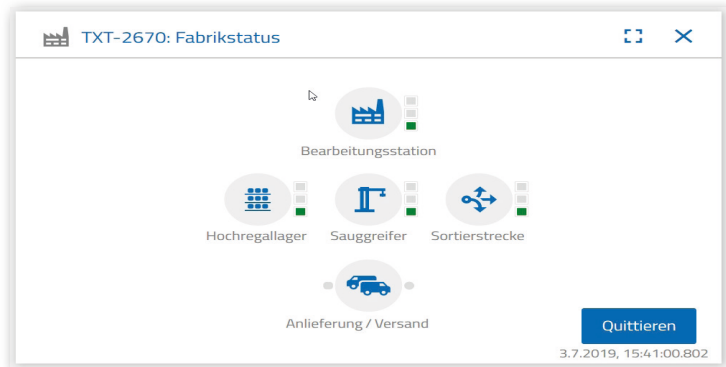 TXT-2670: Fabrikstatus
Bearbeitungsstation
Hochregallager Sauggreifer Sortierstrecke
Anlieferung / Versand
Quittieren
3.7.2019, 15:41:00.802